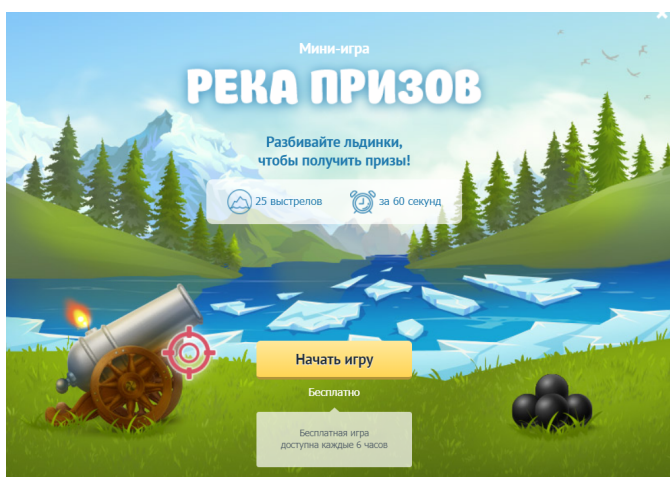 Мини-игра
РЕКА ПРИЗОВ
Разбивайте льдинки,
чтобы получить призы!
25 выстрелов за 60 секунд
Начать игру
Бесплатно
Бесплатная игра
доступна каждые 6 часов